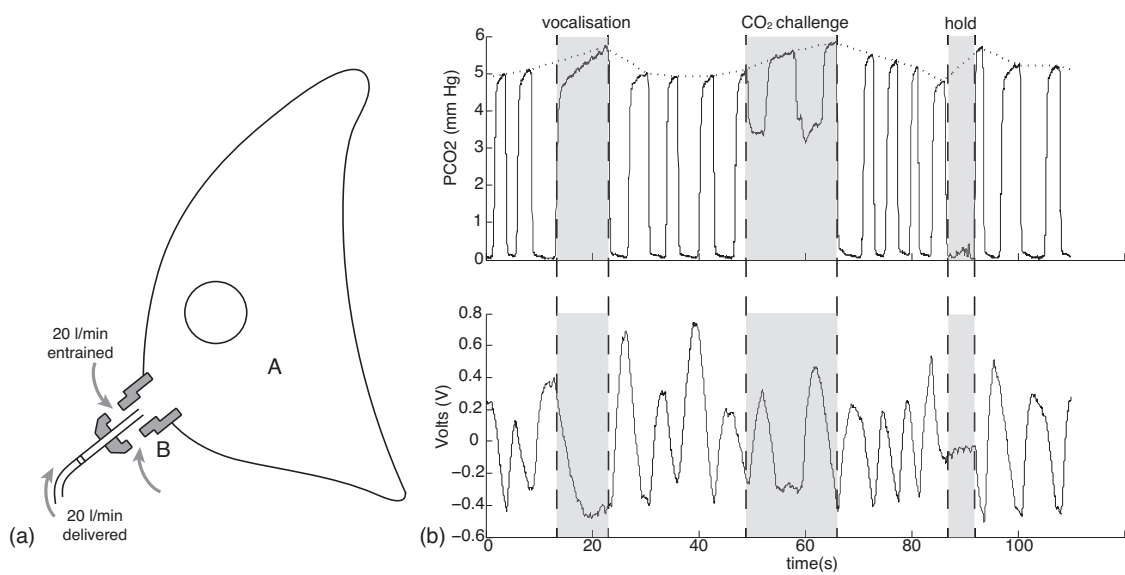 A
20 l/min
entrained
B
20 l/min
delivered
(a)
vocalisation
CO₂ challenge
hold
6
5
4
3
2
1
0
PCO2 (mm Hg)
0.8
0.6
0.4
0.2
0
−0.2
−0.4
−0.6
Volts (V)
0
20
40
60
80
100
time(s)
(b)